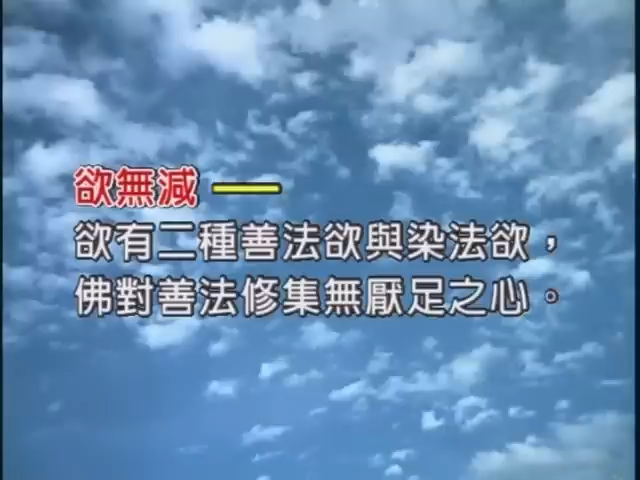 欲無減 ——
欲有二種善法欲與染法欲，
佛對善法修集無厭足之心。